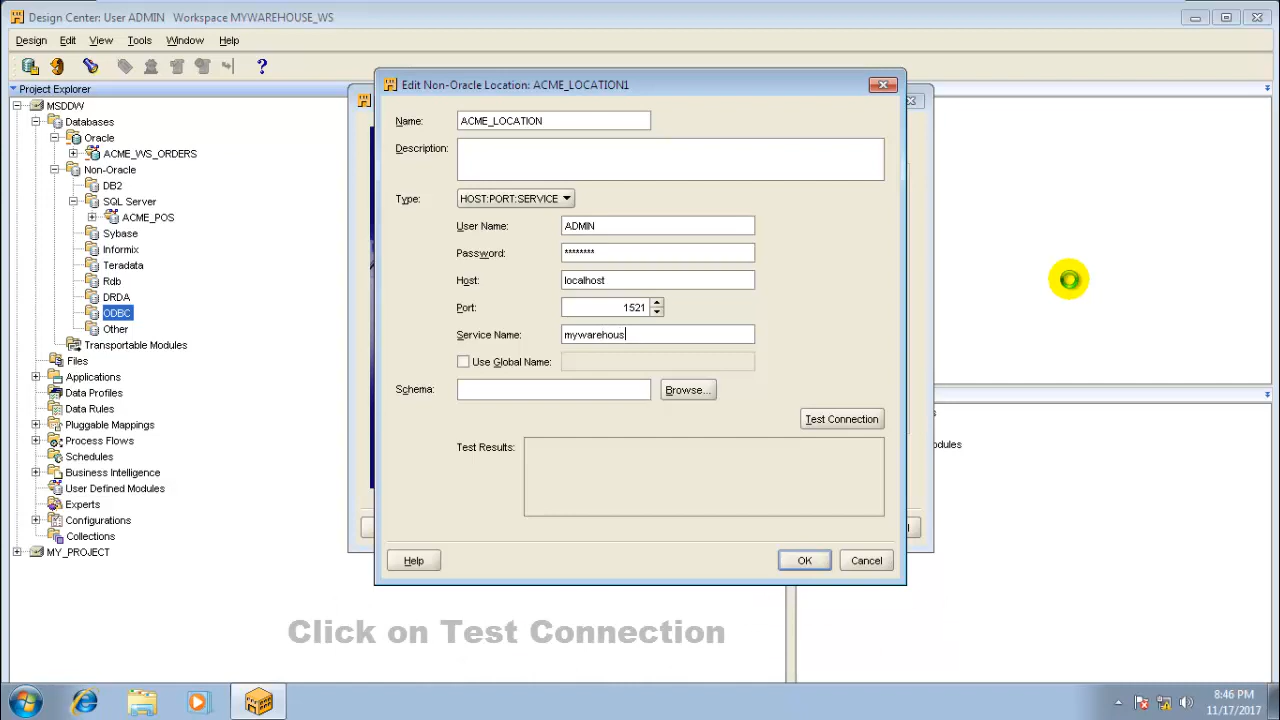 Design Center: User ADMIN Workspace MYWAREHOUSE_WS
Design Edit View Tools Window Help
Project Explorer
MSDDW
Databases
Oracle
ACME_WS_ORDERS
Non-Oracle
DB2
SQL Server
ACME_POS
Sybase
Informix
Teradata
Rdb
DRDA
ODBC
Other
Transportable Modules
Files
Applications
Data Profiles
Data Rules
Pluggable Mappings
Process Flows
Schedules
Business Intelligence
User Defined Modules
Experts
Configurations
Collections
MY_PROJECT
Edit Non-Oracle Location: ACME_LOCATION1
Name: ACME_LOCATION
Description:
Type: HOST:PORT:SERVICE
User Name: ADMIN
Password: ********
Host: localhost
Port: 1521
Service Name: mywarehous
Use Global Name:
Schema: Browse...
Test Connection
Test Results:
Help OK Cancel
Click on Test Connection
8:46 PM
11/17/2017